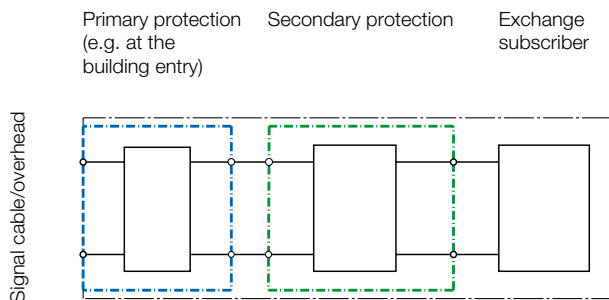 Primary protection
(e.g. at the
building entry)
Secondary protection
Exchange
subscriber
Signal cable/overhead